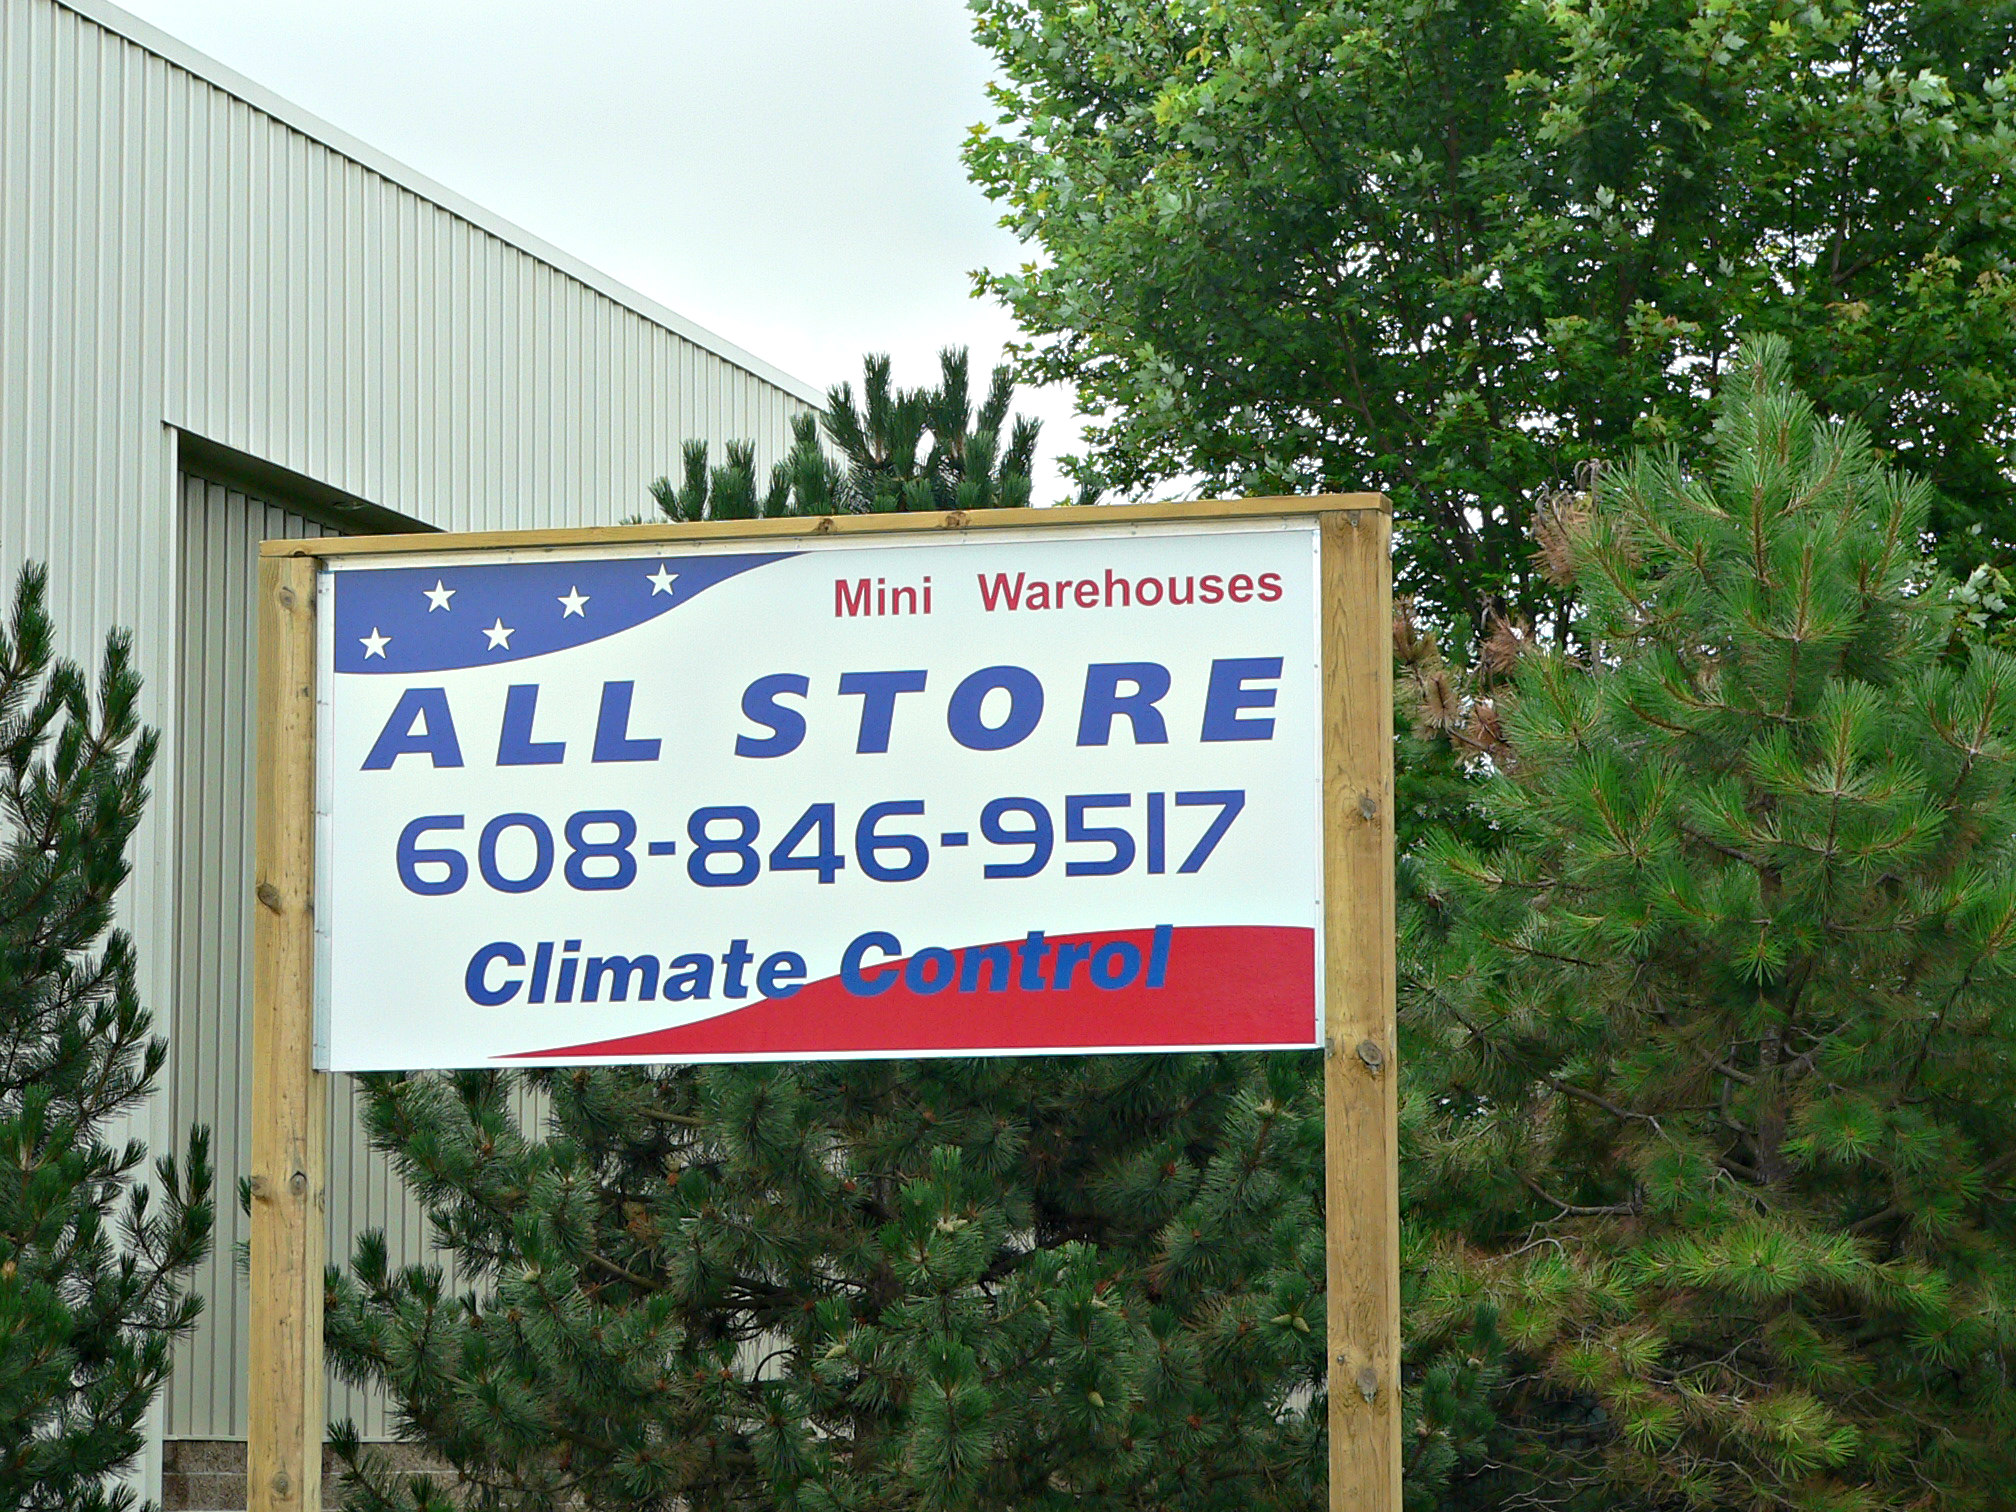 Mini Warehouses
ALL STORE
608-846-9517
Climate Control